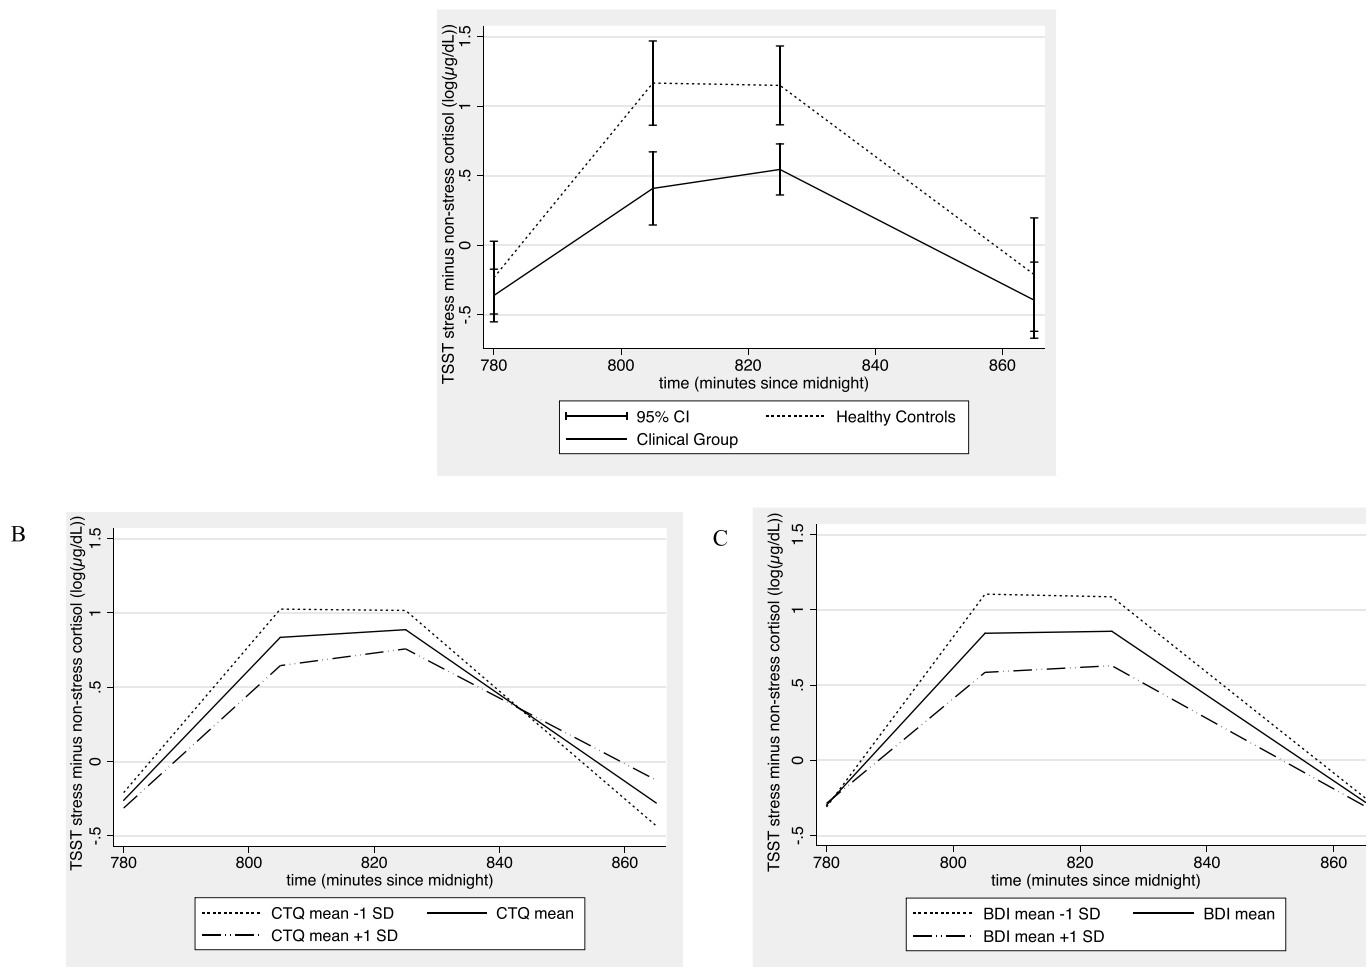 TSST stress minus non-stress cortisol (log(µg/dL))
1.5
1
.5
0
-.5
780 800 820 840 860
time (minutes since midnight)
95% CI Healthy Controls
Clinical Group
B
TSST stress minus non-stress cortisol (log(µg/dL))
1.5
1
.5
0
-.5
780 800 820 840 860
time (minutes since midnight)
CTQ mean -1 SD CTQ mean
CTQ mean +1 SD
C
TSST stress minus non-stress cortisol (log(µg/dL))
1.5
1
.5
0
-.5
780 800 820 840 860
time (minutes since midnight)
BDI mean -1 SD BDI mean
BDI mean +1 SD